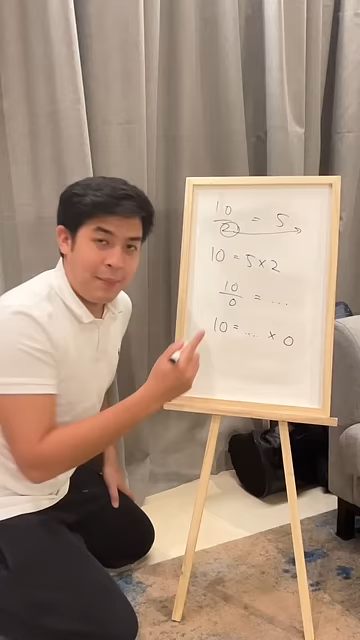 10/2 = 5
10 = 5 x 2
10/0 = ...
10 = ... x 0